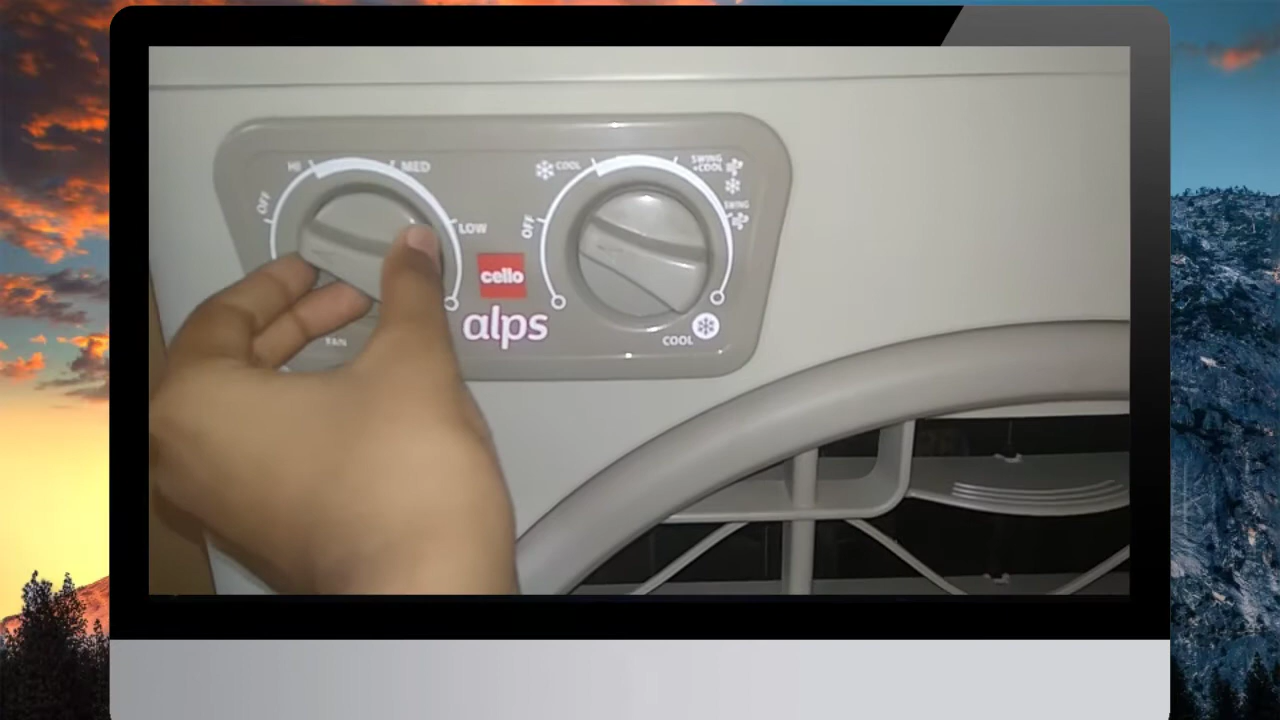 HI
MED
OFF
LOW
FAN
cello
alps
COOL
SWING
+COOL
SWING
OFF
COOL